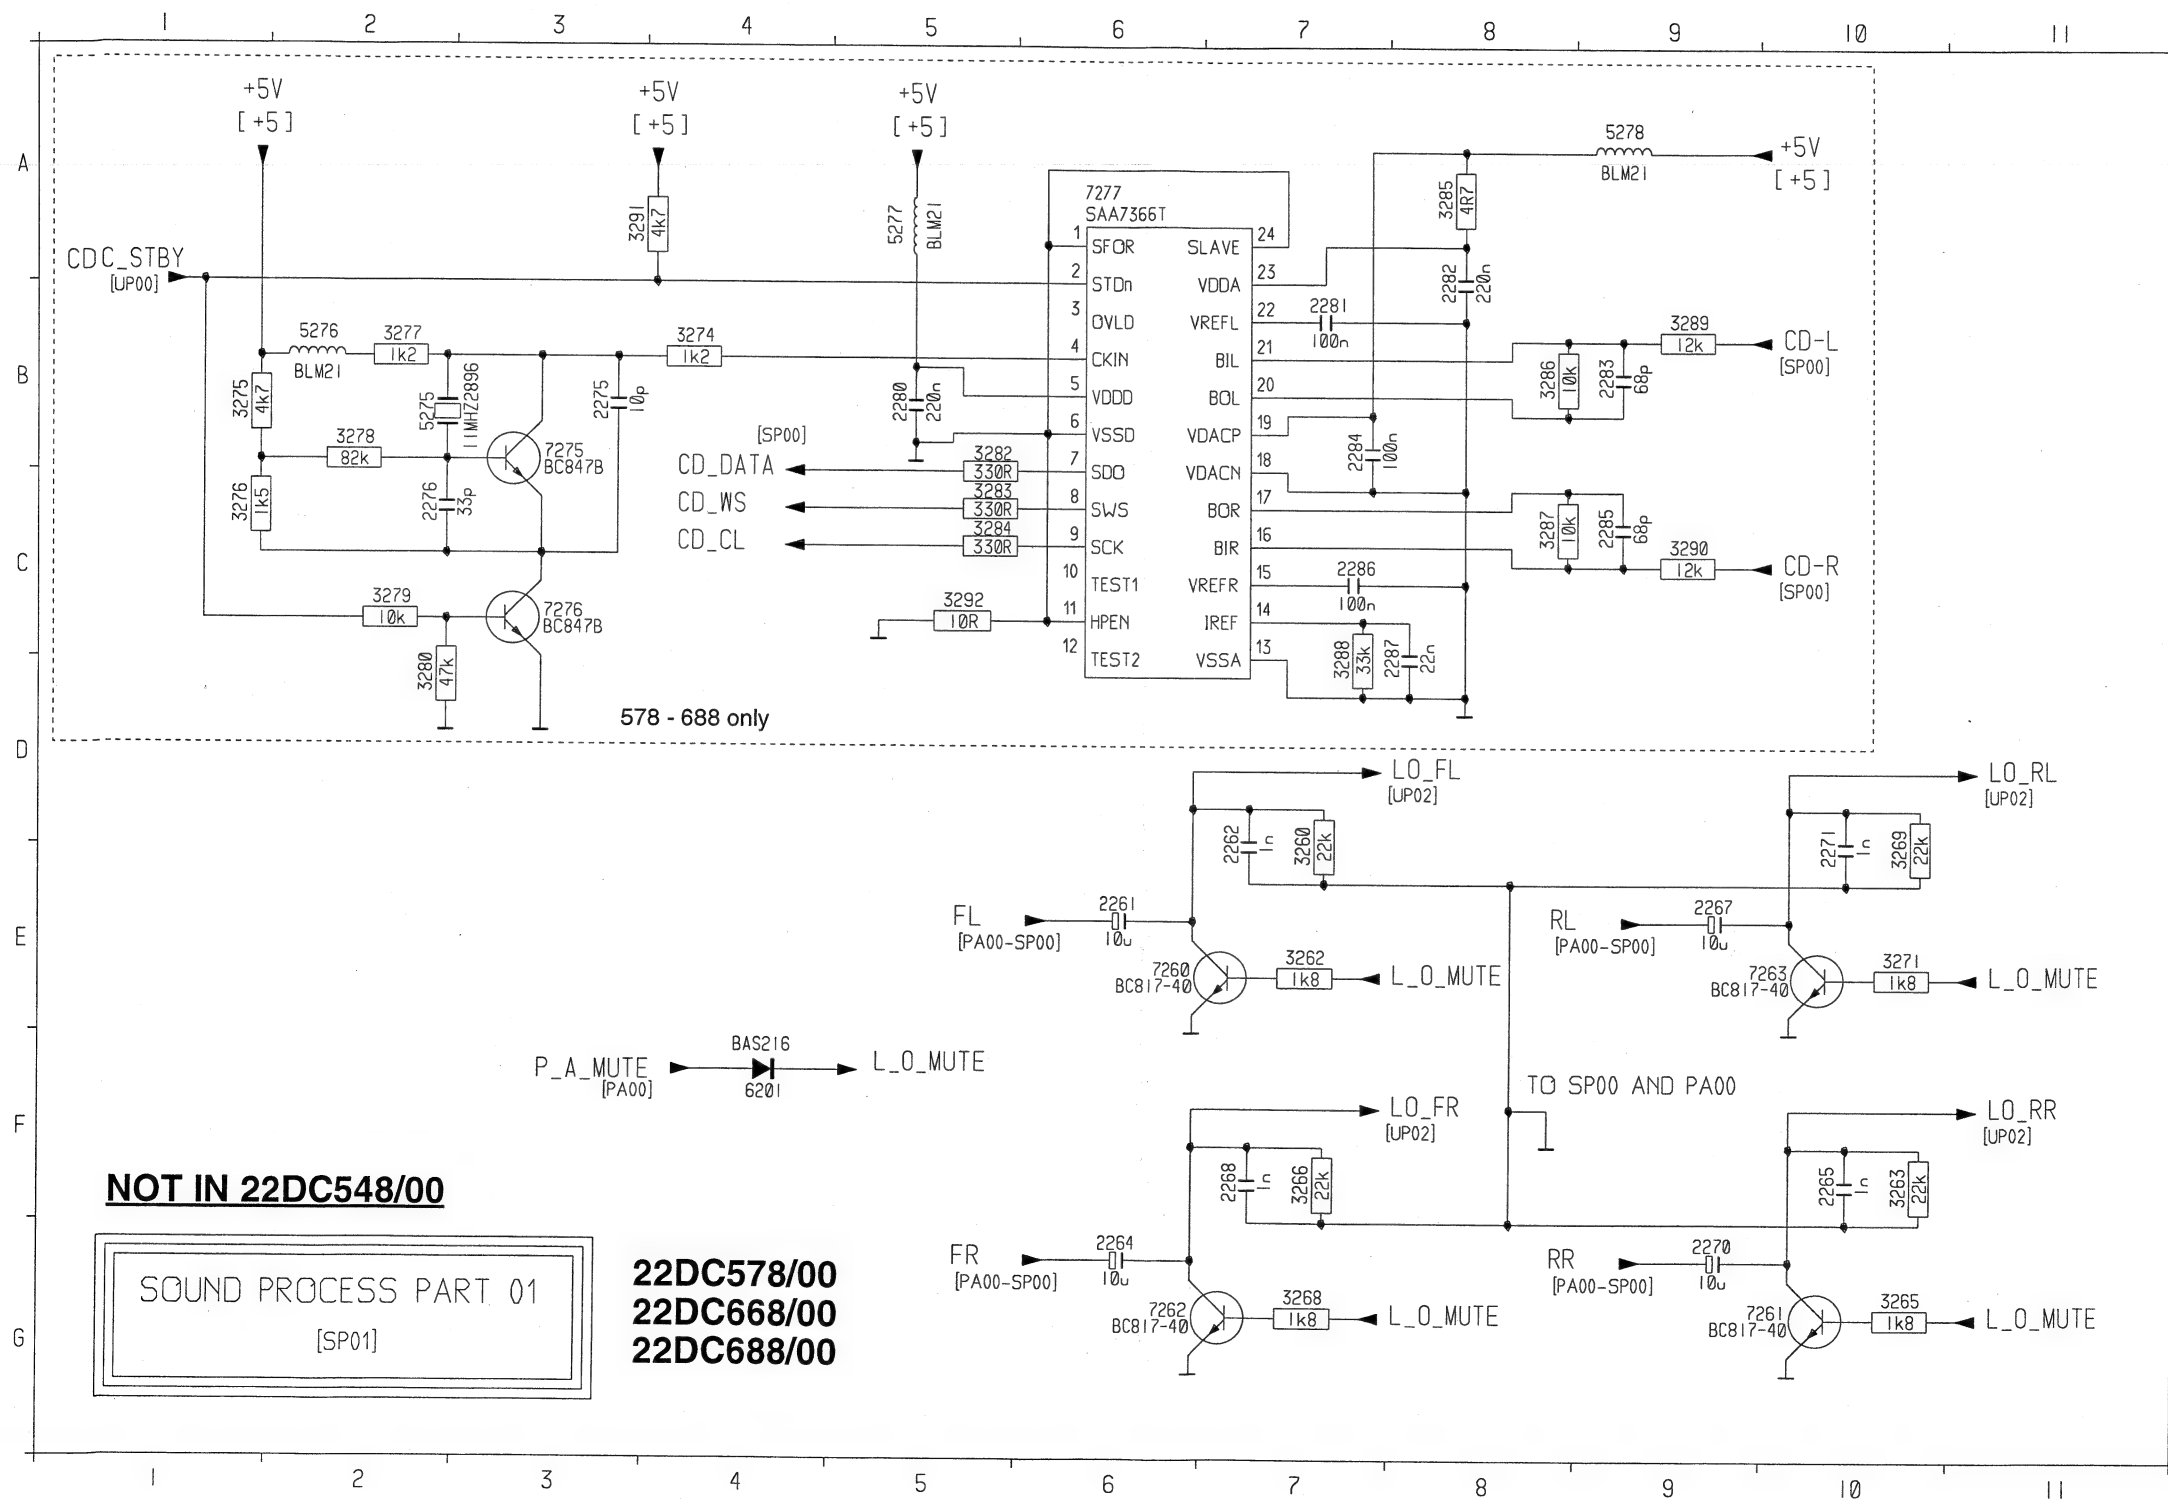 1 2 3 4 5 6 7 8 9 10 11
A
B
C
D
E
F
G
+5V
[+5]
+5V
[+5]
+5V
[+5]
5278
BLM21
+5V
[+5]
CDC_STBY
[UP00]
3291
4k7
5277
BLM21
7277
SAA7366T
3285
4R7
1 SFOR
2 STDn
3 OVLD
4 CKIN
5 VDDD
6 VSSD
7 SDO
8 SWS
9 SCK
10 TEST1
11 HPEN
12 TEST2
SLAVE 24
VDDA 23
VREFL 22
BIL 21
BOL 20
VDACP 19
VDACN 18
BOR 17
BIR 16
VREFR 15
IREF 14
VSSA 13
2282
220n
2281
100n
5276
BLM21
3277
1k2
3274
1k2
3275
4k7
5275
11MHZ2896
2275
10p
2280
220n
3286
10k
2283
68p
3289
12k
CD-L
[SP00]
3278
82k
7275
BC847B
[SP00]
CD_DATA
CD_WS
CD_CL
3282
330R
3283
330R
3284
330R
2284
100n
3276
1k5
2276
33p
3287
10k
2285
68p
3290
12k
CD-R
[SP00]
3279
10k
7276
BC847B
3292
10R
2286
100n
3280
47k
3288
33k
2287
22n
578 - 688 only
LO_FL
[UP02]
LO_RL
[UP02]
2262
1n
3260
22k
2271
1n
3269
22k
FL
[PA00-SP00]
2261
10u
RL
[PA00-SP00]
2267
10u
7260
BC817-40
3262
1k8
L_O_MUTE
7263
BC817-40
3271
1k8
L_O_MUTE
P_A_MUTE
[PA00]
BAS216
6201
L_O_MUTE
TO SP00 AND PA00
LO_FR
[UP02]
LO_RR
[UP02]
2268
1n
3266
22k
2265
1n
3263
22k
NOT IN 22DC548/00
SOUND PROCESS PART 01
[SP01]
22DC578/00
22DC668/00
22DC688/00
FR
[PA00-SP00]
2264
10u
RR
[PA00-SP00]
2270
10u
7262
BC817-40
3268
1k8
L_O_MUTE
7261
BC817-40
3265
1k8
L_O_MUTE
1 2 3 4 5 6 7 8 9 10 11